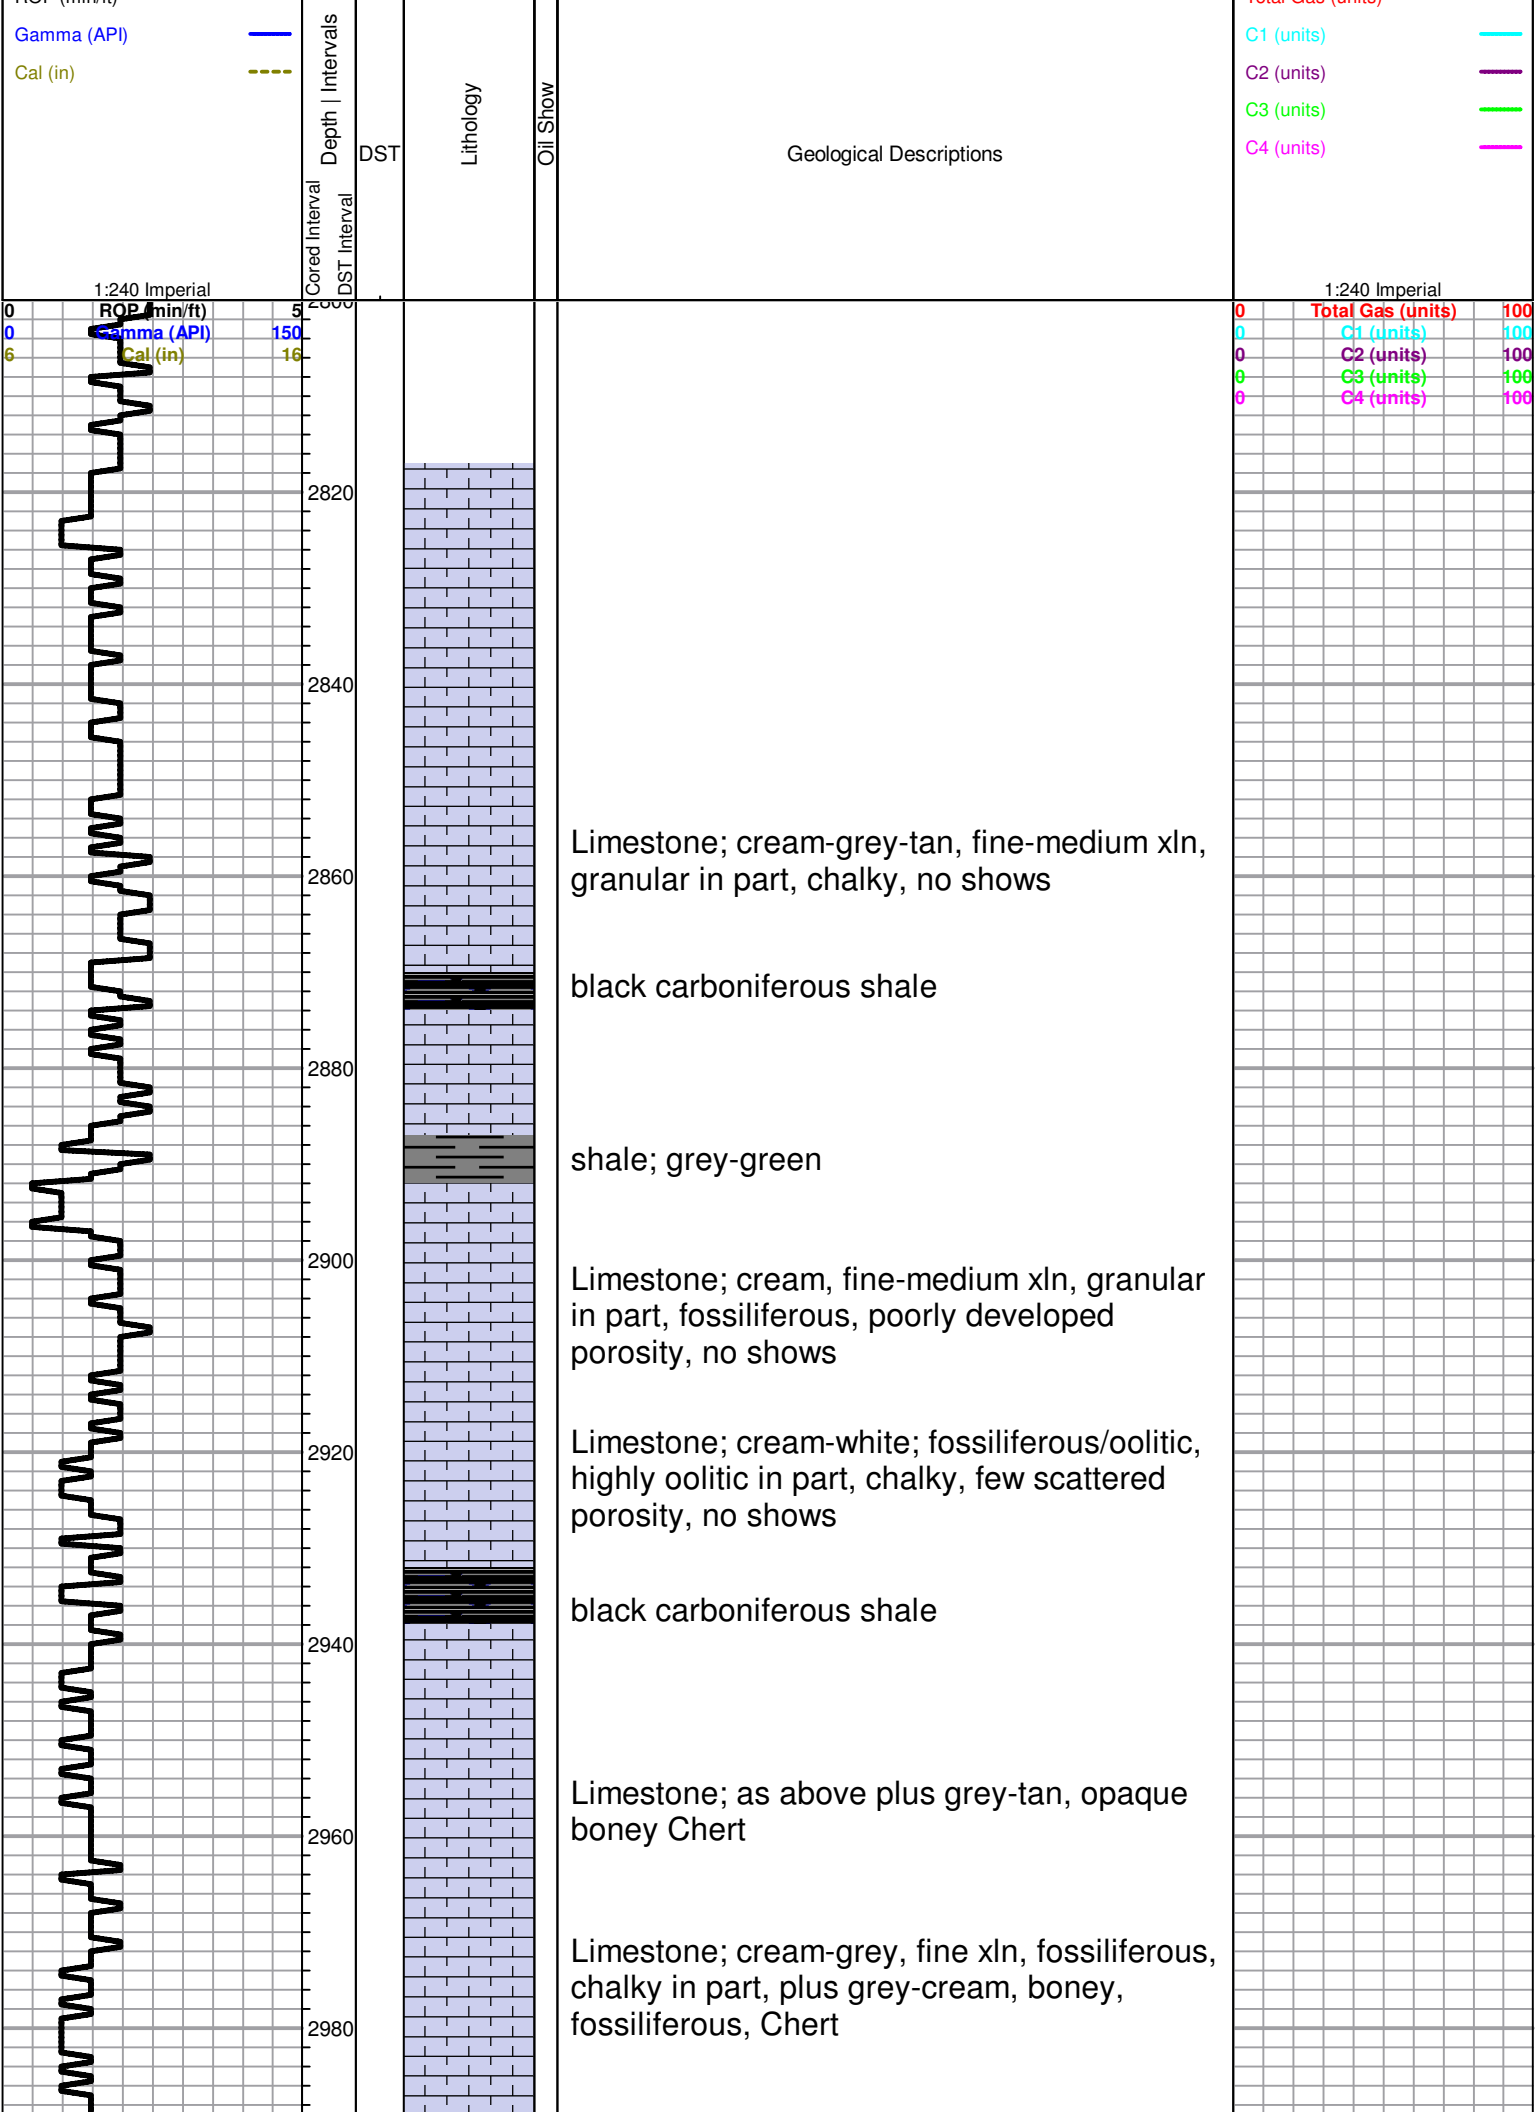 ROP (min/ft)
Gamma (API)
Cal (in)
Depth | Intervals
Cored Interval
DST Interval
DST
Lithology
Oil Show
Geological Descriptions
Total Gas (units)
C1 (units)
C2 (units)
C3 (units)
C4 (units)
1:240 Imperial
1:240 Imperial
0 ROP (min/ft) 5
0 Gamma (API) 150
6 Cal (in) 16
2800
0 Total Gas (units) 100
0 C1 (units) 100
0 C2 (units) 100
0 C3 (units) 100
0 C4 (units) 100
2820
2840
Limestone; cream-grey-tan, fine-medium xln,
granular in part, chalky, no shows
2860
black carboniferous shale
2880
shale; grey-green
2900
Limestone; cream, fine-medium xln, granular
in part, fossiliferous, poorly developed
porosity, no shows
2920
Limestone; cream-white; fossiliferous/oolitic,
highly oolitic in part, chalky, few scattered
porosity, no shows
black carboniferous shale
2940
Limestone; as above plus grey-tan, opaque
boney Chert
2960
Limestone; cream-grey, fine xln, fossiliferous,
chalky in part, plus grey-cream, boney,
fossiliferous, Chert
2980